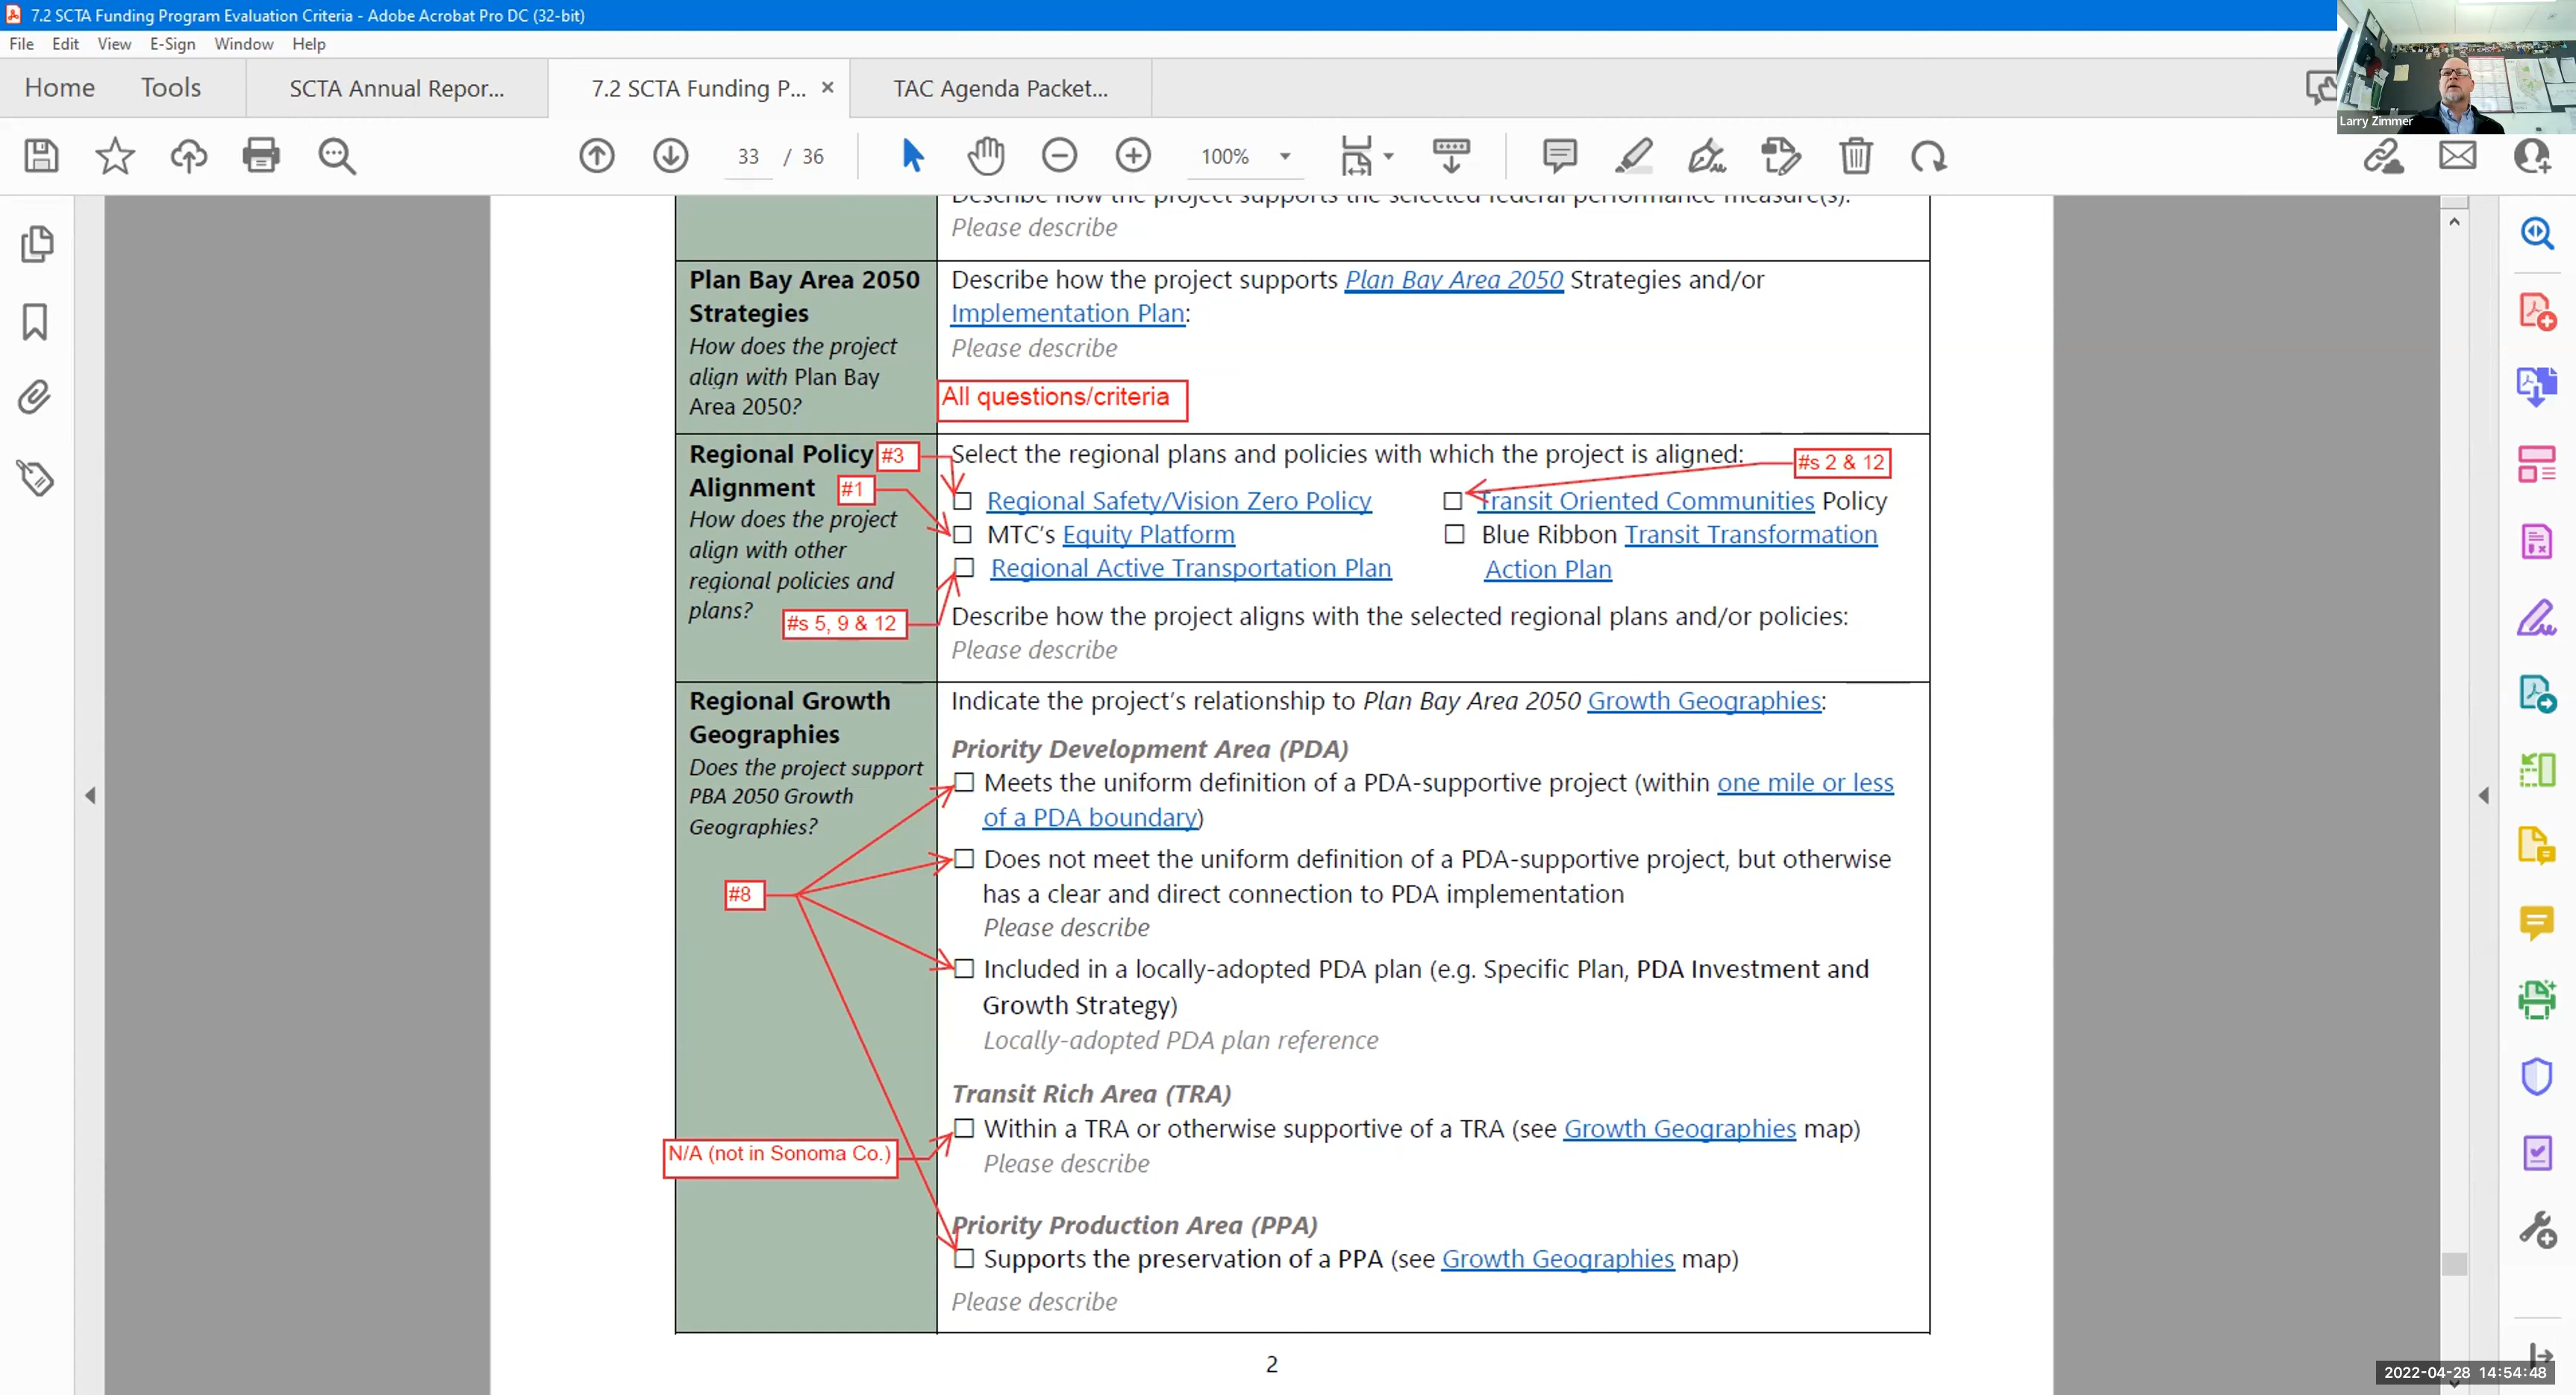 7.2 SCTA Funding Program Evaluation Criteria - Adobe Acrobat Pro DC (32-bit)
File Edit View E-Sign Window Help
Home Tools SCTA Annual Repor... 7.2 SCTA Funding P... × TAC Agenda Packet...
Larry Zimmer
33 / 36 100%
Describe how the project supports the selected federal performance measure(s):
Please describe
Plan Bay Area 2050
Strategies
How does the project
align with Plan Bay
Area 2050?
Describe how the project supports Plan Bay Area 2050 Strategies and/or
Implementation Plan:
Please describe
All questions/criteria
Regional Policy
Alignment
How does the project
align with other
regional policies and
plans?
#3
#1
#s 5, 9 & 12
Select the regional plans and policies with which the project is aligned:
#s 2 & 12
☐ Regional Safety/Vision Zero Policy
☐ MTC's Equity Platform
☐ Regional Active Transportation Plan
☐ Transit Oriented Communities Policy
☐ Blue Ribbon Transit Transformation
Action Plan
Describe how the project aligns with the selected regional plans and/or policies:
Please describe
Regional Growth
Geographies
Does the project support
PBA 2050 Growth
Geographies?
#8
N/A (not in Sonoma Co.)
Indicate the project's relationship to Plan Bay Area 2050 Growth Geographies:
Priority Development Area (PDA)
☐ Meets the uniform definition of a PDA-supportive project (within one mile or less
of a PDA boundary)
☐ Does not meet the uniform definition of a PDA-supportive project, but otherwise
has a clear and direct connection to PDA implementation
Please describe
☐ Included in a locally-adopted PDA plan (e.g. Specific Plan, PDA Investment and
Growth Strategy)
Locally-adopted PDA plan reference
Transit Rich Area (TRA)
☐ Within a TRA or otherwise supportive of a TRA (see Growth Geographies map)
Please describe
Priority Production Area (PPA)
☐ Supports the preservation of a PPA (see Growth Geographies map)
Please describe
2
2022-04-28 14:54:48